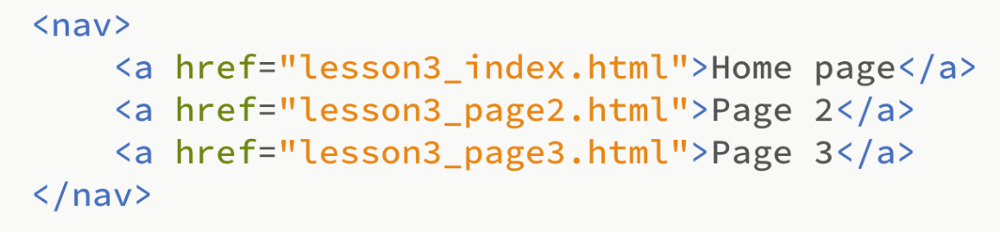 <nav>
    <a href="lesson3_index.html">Home page</a>
    <a href="lesson3_page2.html">Page 2</a>
    <a href="lesson3_page3.html">Page 3</a>
</nav>